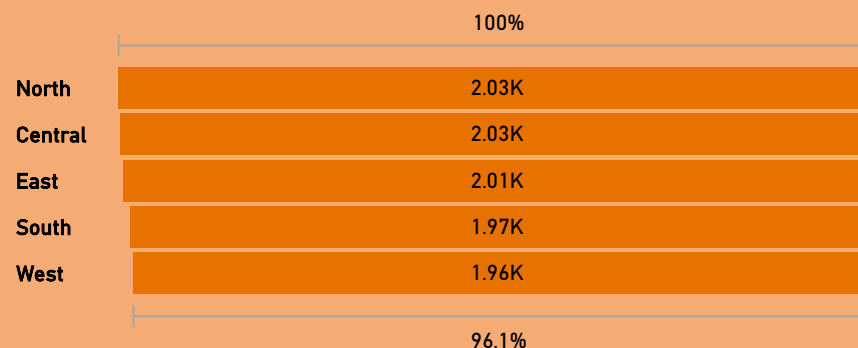 100%
North 2.03K
Central 2.03K
East 2.01K
South 1.97K
West 1.96K
96.1%